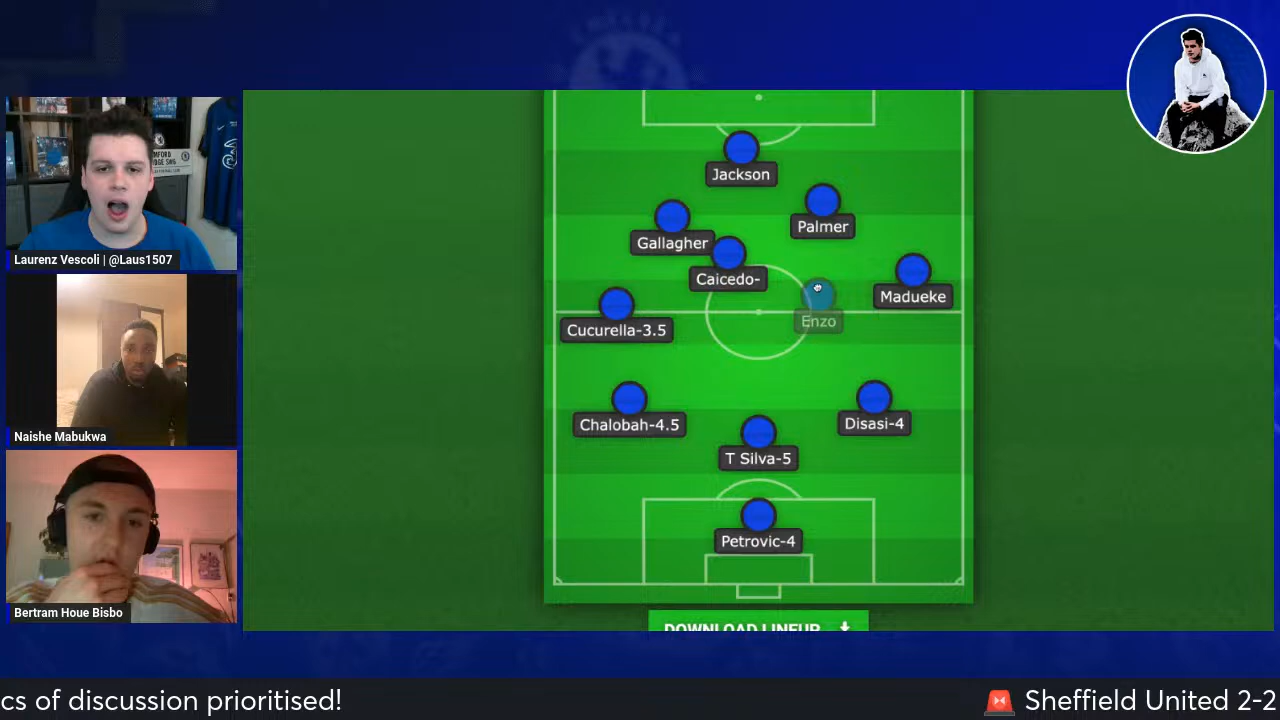 Laurenz Vescoli | @Laus1507
Naishe Mabukwa
Bertram Houe Bisbo
Jackson
Palmer
Gallagher
Caicedo-
Madueke
Enzo
Cucurella-3.5
Chalobah-4.5
Disasi-4
T Silva-5
Petrovic-4
DOWNLOAD LINEUP
cs of discussion prioritised!
Sheffield United 2-2